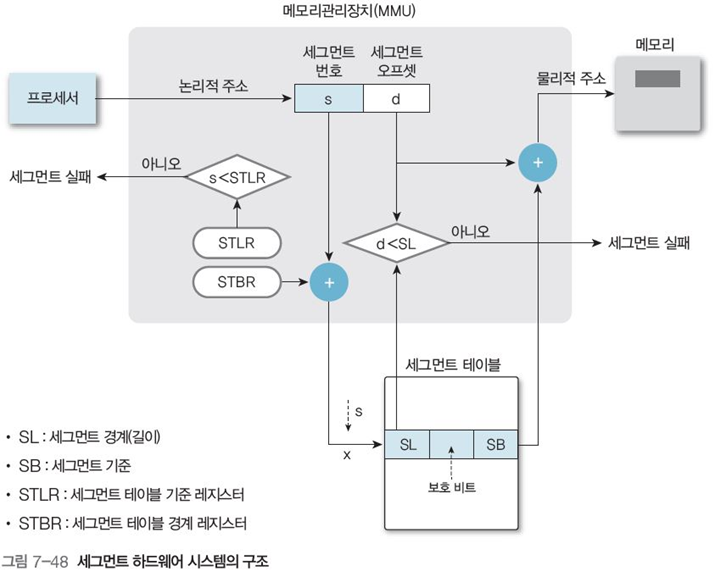 메모리관리장치(MMU)
메모리
세그먼트 번호
세그먼트 오프셋
프로세서
논리적 주소
s
d
물리적 주소
+
아니오
세그먼트 실패
s<STLR
STLR
STBR
+
d<SL
아니오
세그먼트 실패
세그먼트 테이블
s
x
SL
SB
보호 비트
• SL : 세그먼트 경계(길이)
• SB : 세그먼트 기준
• STLR : 세그먼트 테이블 기준 레지스터
• STBR : 세그먼트 테이블 경계 레지스터
그림 7-48 세그먼트 하드웨어 시스템의 구조